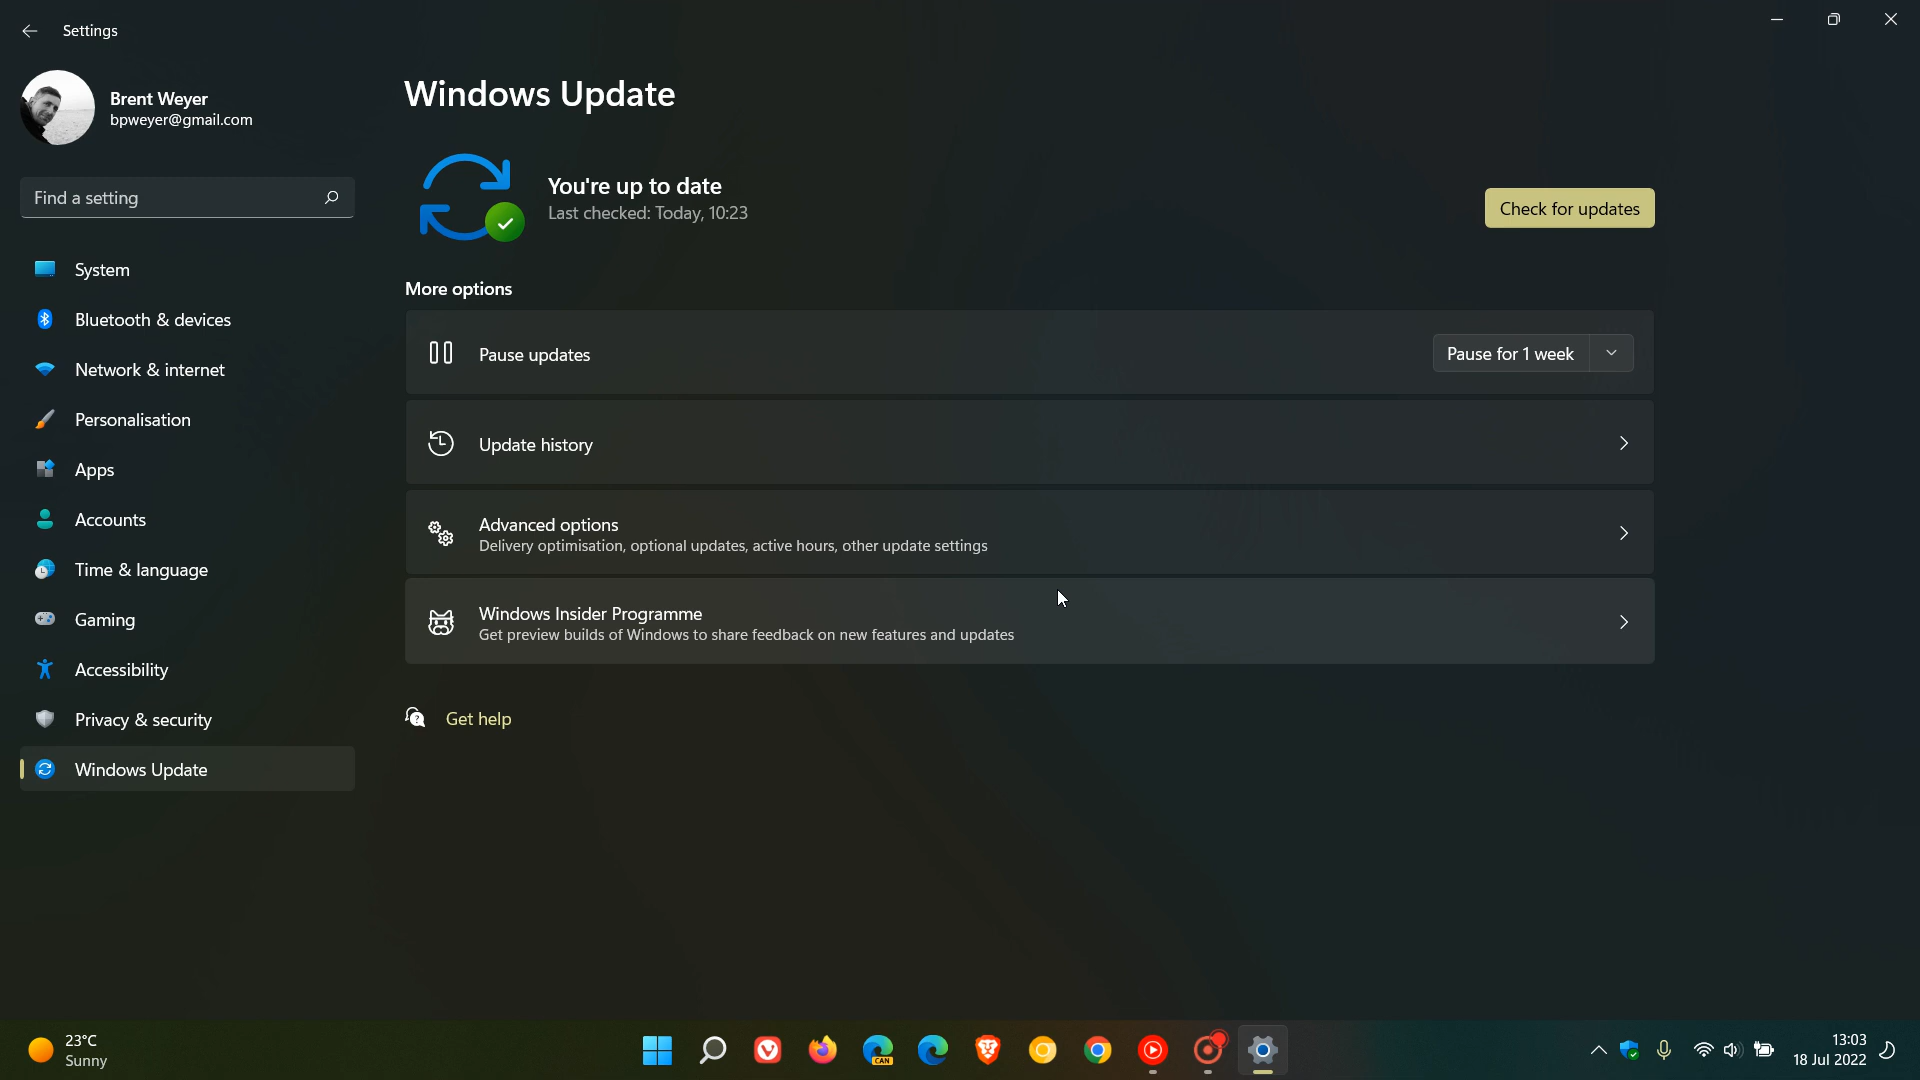 Settings
Brent Weyer
bpweyer@gmail.com
Find a setting
System
Bluetooth & devices
Network & internet
Personalisation
Apps
Accounts
Time & language
Gaming
Accessibility
Privacy & security
Windows Update
Windows Update
You're up to date
Last checked: Today, 10:23
Check for updates
More options
Pause updates
Pause for 1 week
Update history
Advanced options
Delivery optimisation, optional updates, active hours, other update settings
Windows Insider Programme
Get preview builds of Windows to share feedback on new features and updates
Get help
23°C
Sunny
CAN
13:03
18 Jul 2022